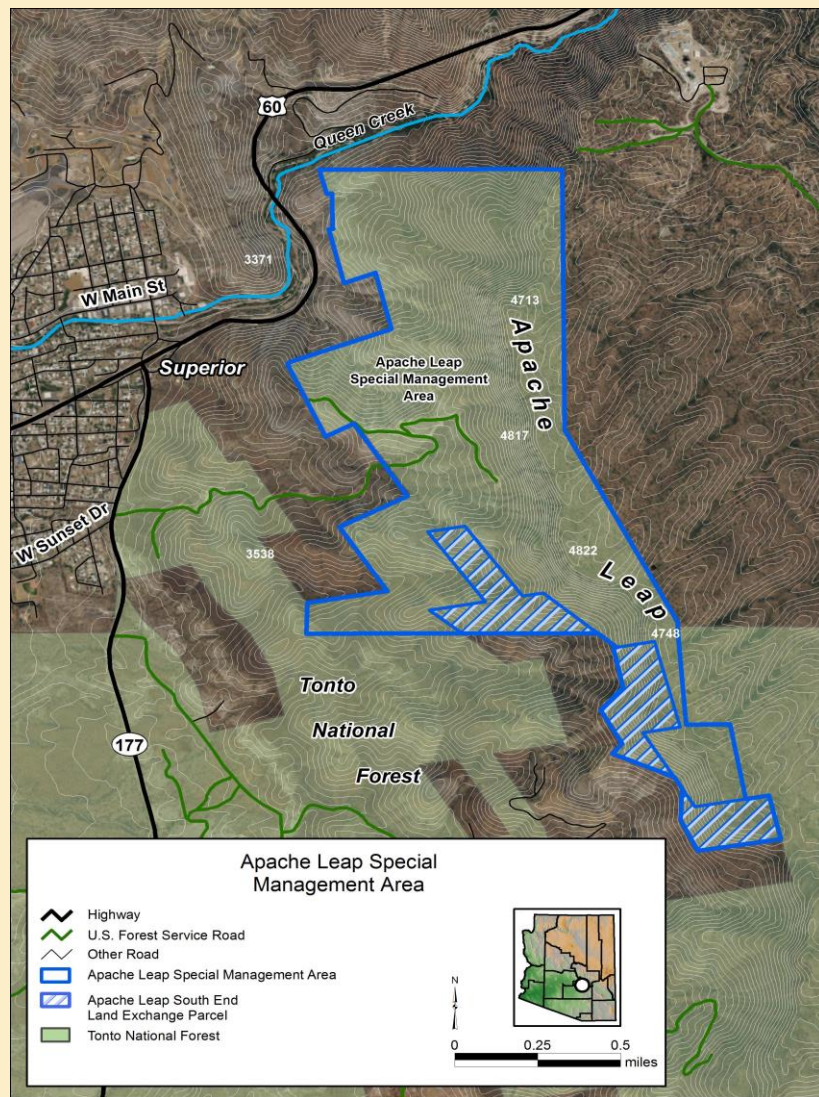 60
Queen Creek
3371
W Main St
4713
Superior
Apache Leap
Special Management
Area
Apache
4817
W Sunset Dr
3538
4822
Leap
4748
Tonto
National
Forest
177
Apache Leap Special
Management Area
Highway
U.S. Forest Service Road
Other Road
Apache Leap Special Management Area
Apache Leap South End
Land Exchange Parcel
Tonto National Forest
N
0 0.25 0.5
miles